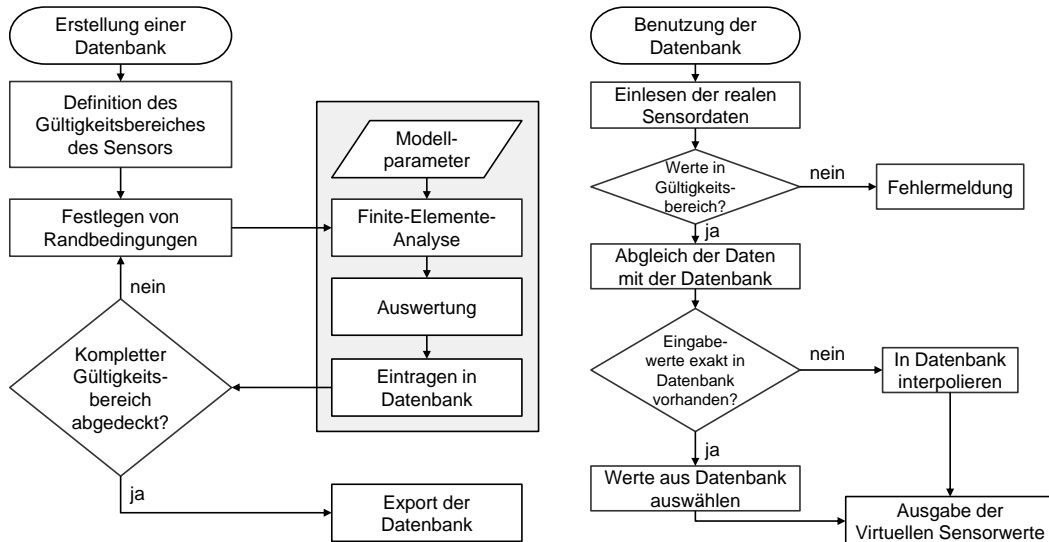 Erstellung einer
Datenbank
Definition des
Gültigkeitsbereiches
des Sensors
Festlegen von
Randbedingungen
nein
Kompletter
Gültigkeits-
bereich
abgedeckt?
ja
Modell-
parameter
Finite-Elemente-
Analyse
Auswertung
Eintragen in
Datenbank
Export der
Datenbank
Benutzung der
Datenbank
Einlesen der realen
Sensordaten
Werte in
Gültigkeits-
bereich?
nein
Fehlermeldung
ja
Abgleich der Daten
mit der Datenbank
Eingabe-
werte exakt in
Datenbank
vorhanden?
nein
In Datenbank
interpolieren
ja
Werte aus Datenbank
auswählen
Ausgabe der
Virtuellen Sensorwerte